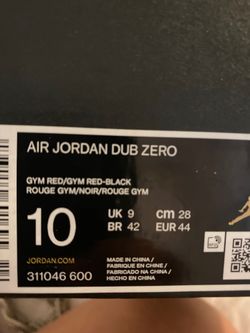 AIR JORDAN DUB ZERO
GYM RED/GYM RED-BLACK
ROUGE GYM/NOIR/ROUGE GYM
10
UK 9 cm 28
BR 42 EUR 44
JORDAN.COM
311046 600
MADE IN CHINA /
FABRIQUE EN CHINE /
FABRICADO NA CHINA /
HECHO EN CHINA